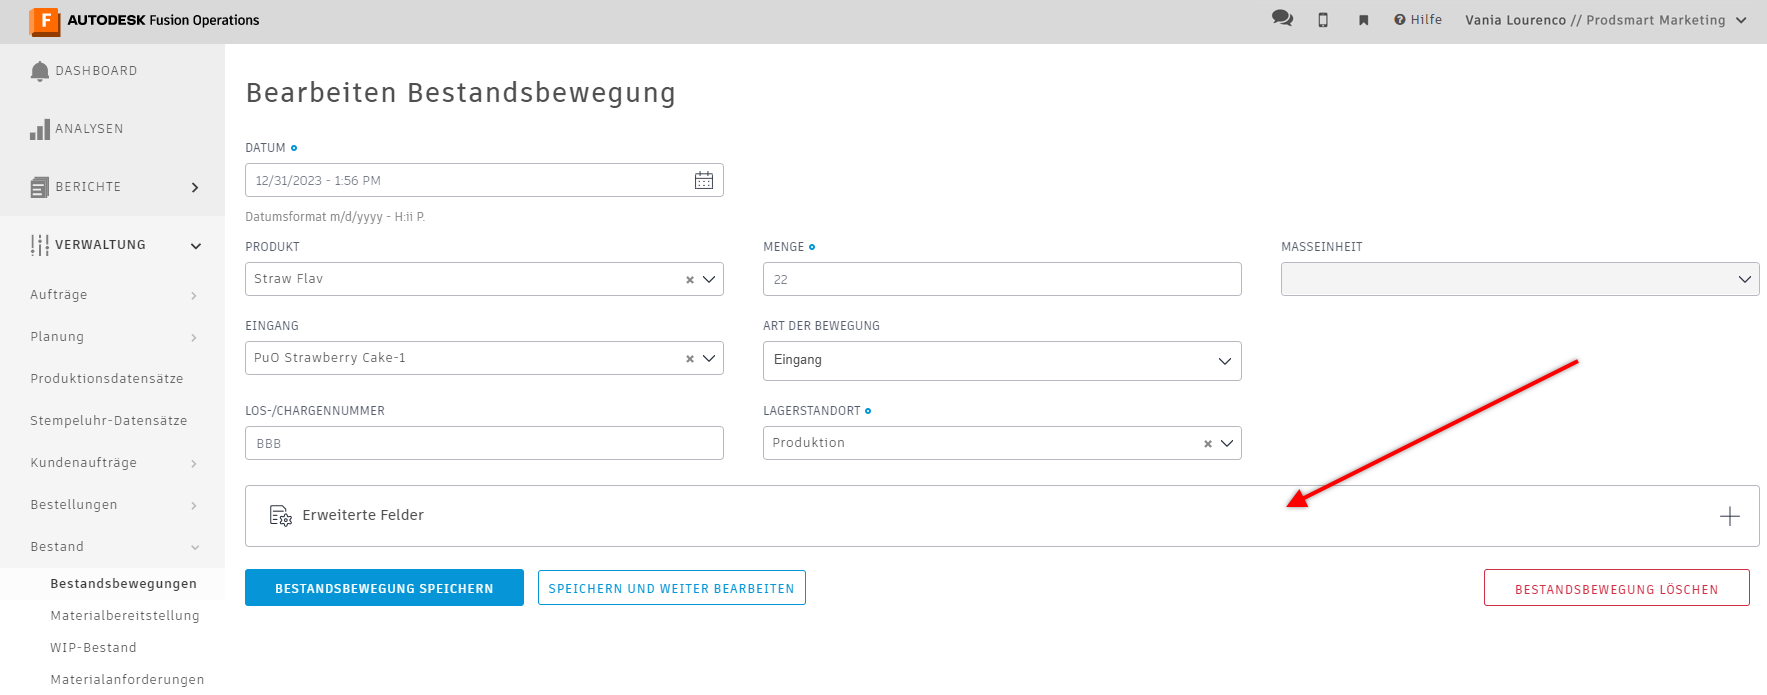 AUTODESK Fusion Operations
Hilfe
Vania Lourenco // Prodsmart Marketing
DASHBOARD
ANALYSEN
BERICHTE
VERWALTUNG
Aufträge
Planung
Produktionsdatensätze
Stempeluhr-Datensätze
Kundenaufträge
Bestellungen
Bestand
Bestandsbewegungen
Materialbereitstellung
WIP-Bestand
Materialanforderungen
Bearbeiten Bestandsbewegung
DATUM
12/31/2023 - 1:56 PM
Datumsformat m/d/yyyy - H:ii P.
PRODUKT
Straw Flav
MENGE
22
MASSEINHEIT
EINGANG
PuO Strawberry Cake-1
ART DER BEWEGUNG
Eingang
LOS-/CHARGENNUMMER
BBB
LAGERSTANDORT
Produktion
Erweiterte Felder
BESTANDSBEWEGUNG SPEICHERN
SPEICHERN UND WEITER BEARBEITEN
BESTANDSBEWEGUNG LÖSCHEN